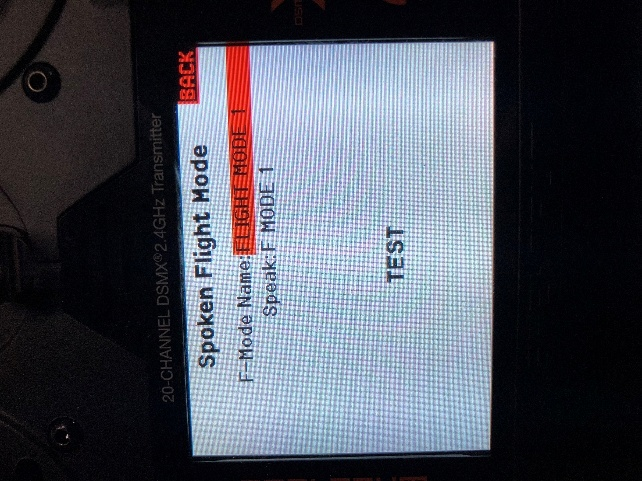 20-CHANNEL DSMX® 2.4GHz Transmitter
BACK
Spoken Flight Mode
F-Mode Name:FLIGHT MODE 1
Speak:F MODE 1
TEST